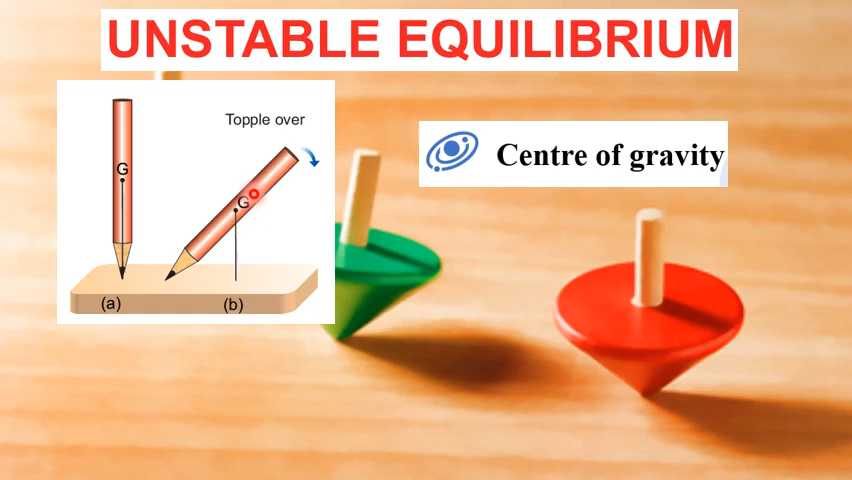 UNSTABLE EQUILIBRIUM
Topple over
Centre of gravity
G
G
(a)
(b)